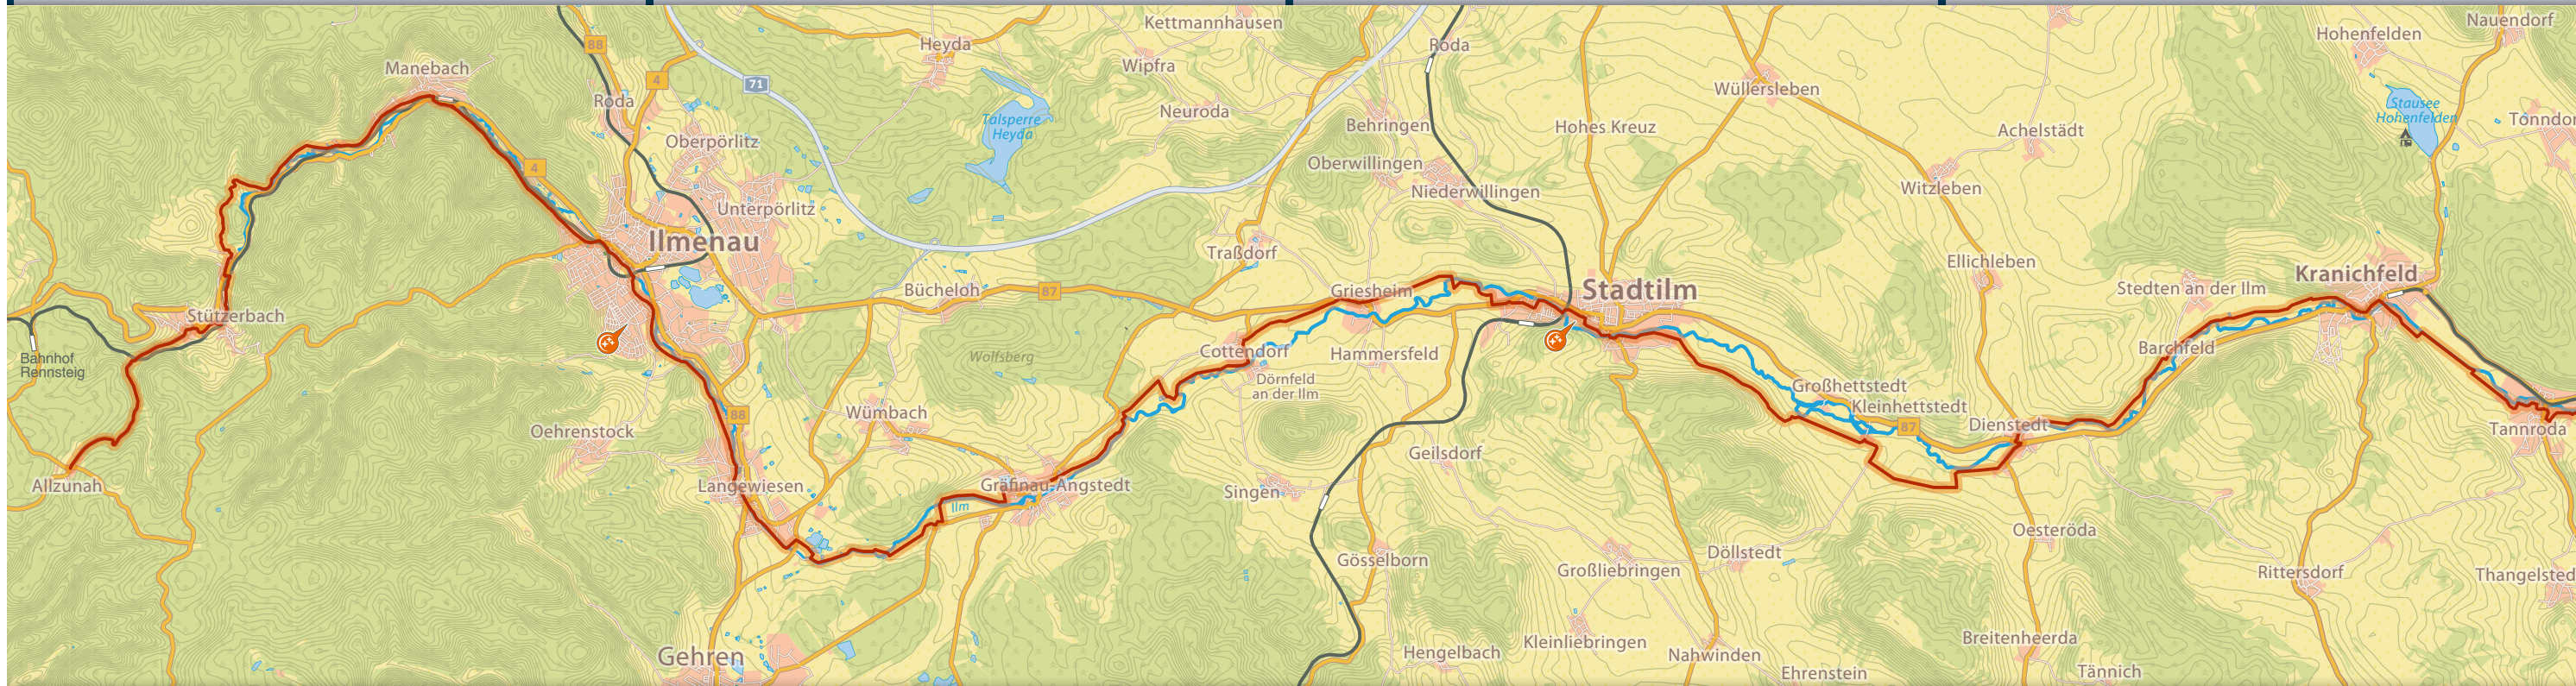 Kettmannhausen
Nauendorf
Hohenfelden
88
Heyda
Roda
Manebach
Wipfra
4
71
Wüllersleben
Roda
Neuroda
Stausee
Hohenfelden
Talsperre
Heyda
Behringen
Hohes Kreuz
Achelstädt
Oberpörlitz
Oberwillingen
4
Niederwillingen
Witzleben
Unterpörlitz
Ilmenau
Traßdorf
Ellichleben
Kranichfeld
Bücheloh
87
Griesheim
Stadtilm
Stedten an der Ilm
Stützerbach
Bahnhof
Rennsteig
Wolfsberg
Cottendorf
Hammersfeld
Barchfeld
Dörnfeld
an der Ilm
Großhettstedt
Kleinhettstedt
88
Wümbach
87
Dienstedt
Oehrenstock
Tannroda
Geilsdorf
Allzunah
Langewiesen
Gräfinau-Angstedt
Singen
Ilm
Oesteröda
Gösselborn
Großliebringen
Döllstedt
Rittersdorf
Gehren
Hengelbach
Kleinliebringen
Nahwinden
Breitenheerda
Ehrenstein
Tännich